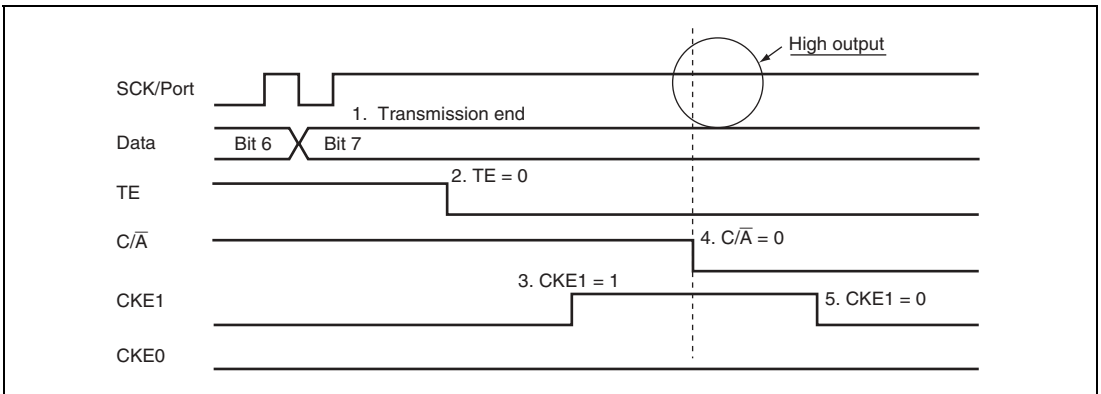 High output
SCK/Port
1. Transmission end
Data
Bit 6
Bit 7
TE
2. TE = 0
C/A̅
4. C/A̅ = 0
3. CKE1 = 1
CKE1
5. CKE1 = 0
CKE0